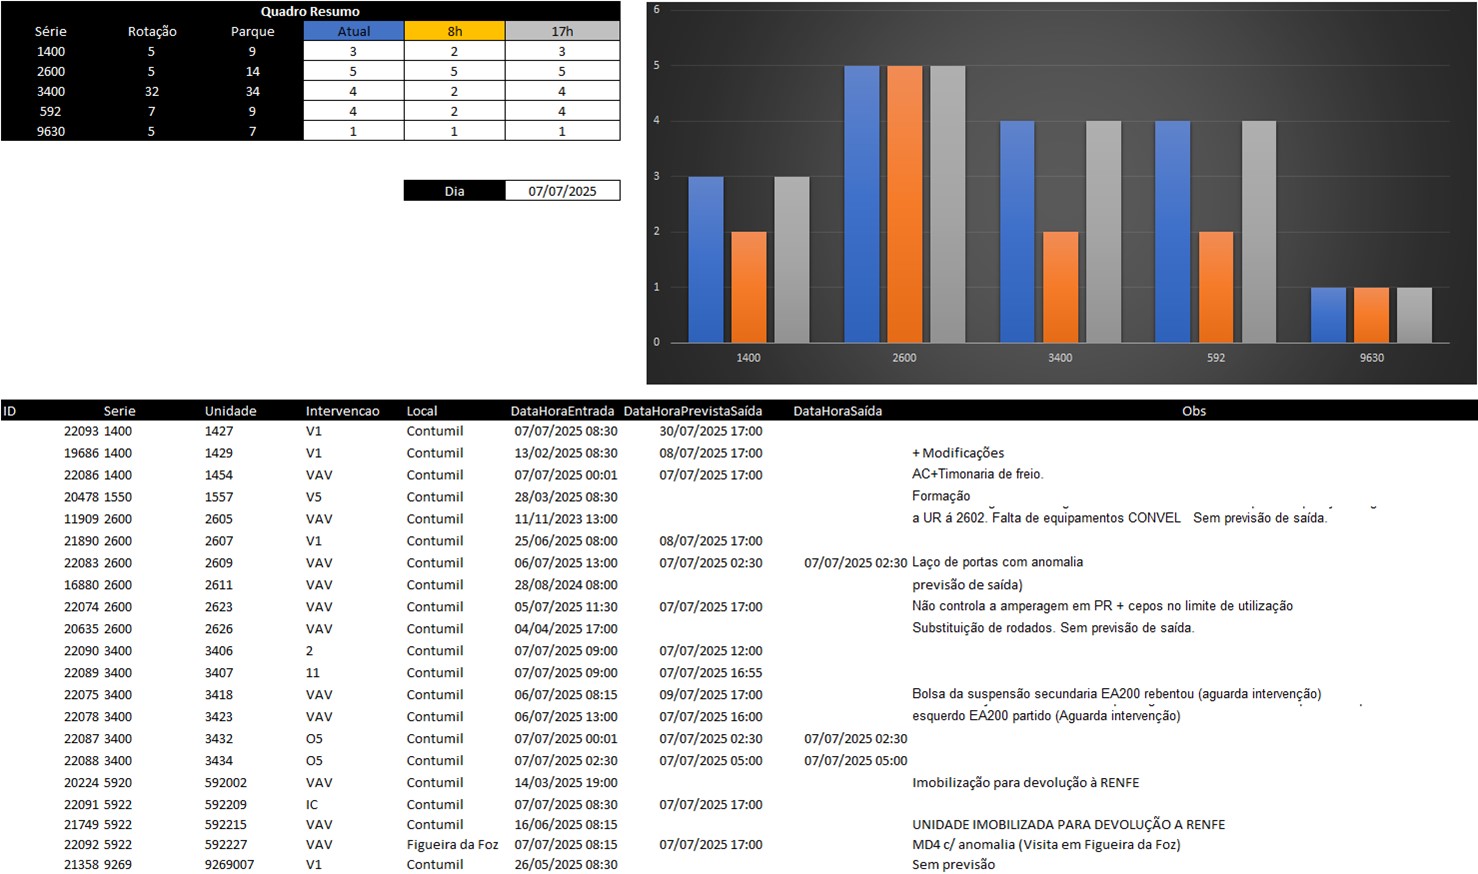 Quadro Resumo
Série Rotação Parque Atual 8h 17h
1400 5 9 3 2 3
2600 5 14 5 5 5
3400 32 34 4 2 4
592 7 9 4 2 4
9630 5 7 1 1 1
Dia 07/07/2025
6
5
4
3
2
1
0
1400 2600 3400 592 9630
ID Serie Unidade Intervencao Local DataHoraEntrada DataHoraPrevistaSaída DataHoraSaída Obs
22093 1400 1427 V1 Contumil 07/07/2025 08:30 30/07/2025 17:00
19686 1400 1429 V1 Contumil 13/02/2025 08:30 08/07/2025 17:00 + Modificações
22086 1400 1454 VAV Contumil 07/07/2025 00:01 07/07/2025 17:00 AC+Timonaria de freio.
20478 1550 1557 V5 Contumil 28/03/2025 08:30 Formação
11909 2600 2605 VAV Contumil 11/11/2023 13:00 a UR á 2602. Falta de equipamentos CONVEL Sem previsão de saída.
21890 2600 2607 V1 Contumil 25/06/2025 08:00 08/07/2025 17:00
22083 2600 2609 VAV Contumil 06/07/2025 13:00 07/07/2025 02:30 07/07/2025 02:30 Laço de portas com anomalia
16880 2600 2611 VAV Contumil 28/08/2024 08:00 previsão de saída)
22074 2600 2623 VAV Contumil 05/07/2025 11:30 07/07/2025 17:00 Não controla a amperagem em PR + cepos no limite de utilização
20635 2600 2626 VAV Contumil 04/04/2025 17:00 Substituição de rodados. Sem previsão de saída.
22090 3400 3406 2 Contumil 07/07/2025 09:00 07/07/2025 12:00
22089 3400 3407 11 Contumil 07/07/2025 09:00 07/07/2025 16:55
22075 3400 3418 VAV Contumil 06/07/2025 08:15 09/07/2025 17:00 Bolsa da suspensão secundaria EA200 rebentou (aguarda intervenção)
22078 3400 3423 VAV Contumil 06/07/2025 13:00 07/07/2025 16:00 esquerdo EA200 partido (Aguarda intervenção)
22087 3400 3432 O5 Contumil 07/07/2025 00:01 07/07/2025 02:30 07/07/2025 02:30
22088 3400 3434 O5 Contumil 07/07/2025 02:30 07/07/2025 05:00 07/07/2025 05:00
20224 5920 592002 VAV Contumil 14/03/2025 19:00 Imobilização para devolução à RENFE
22091 5922 592209 IC Contumil 07/07/2025 08:30 07/07/2025 17:00
21749 5922 592215 VAV Contumil 16/06/2025 08:15 UNIDADE IMOBILIZADA PARA DEVOLUÇÃO A RENFE
22092 5922 592227 VAV Figueira da Foz 07/07/2025 08:15 07/07/2025 17:00 MD4 c/ anomalia (Visita em Figueira da Foz)
21358 9269 9269007 V1 Contumil 26/05/2025 08:30 Sem previsão